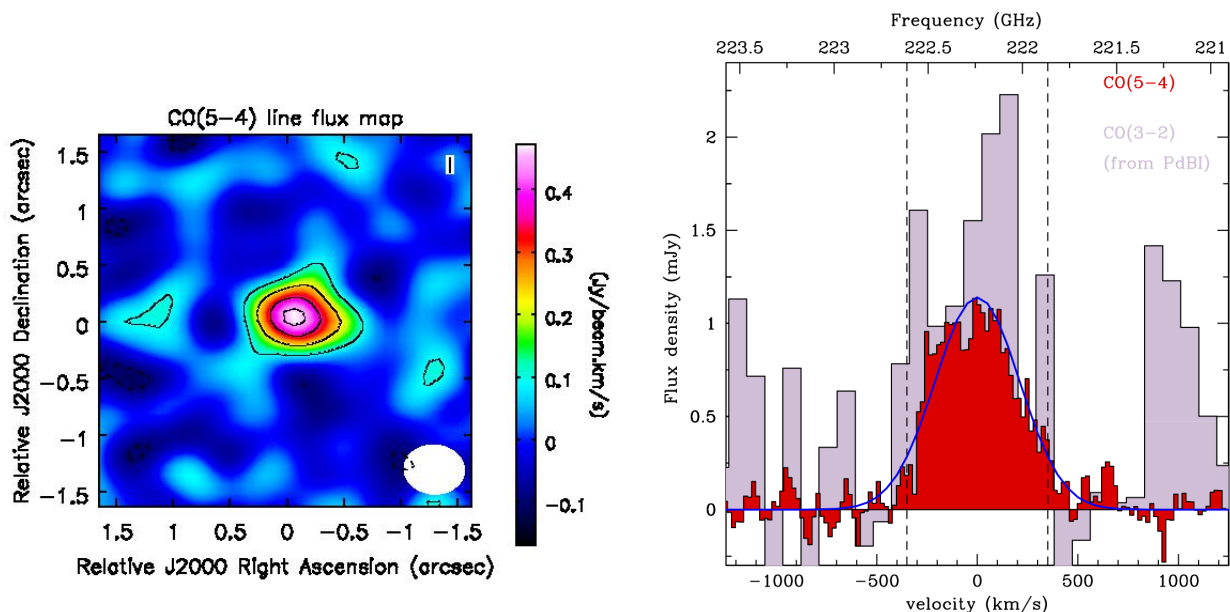 CO(5−4) line flux map
Relative J2000 Declination (arcsec)
1.5
1
0.5
0
−0.5
−1
−1.5
1.5 1 0.5 0 −0.5 −1 −1.5
Relative J2000 Right Ascension (arcsec)
I
0.4
0.3
0.2
0.1
0
−0.1
(Jy/beam.km/s)
Frequency (GHz)
223.5 223 222.5 222 221.5 221
CO(5−4)
CO(3−2)
(from PdBI)
Flux density (mJy)
2
1.5
1
0.5
0
−1000 −500 0 500 1000
velocity (km/s)